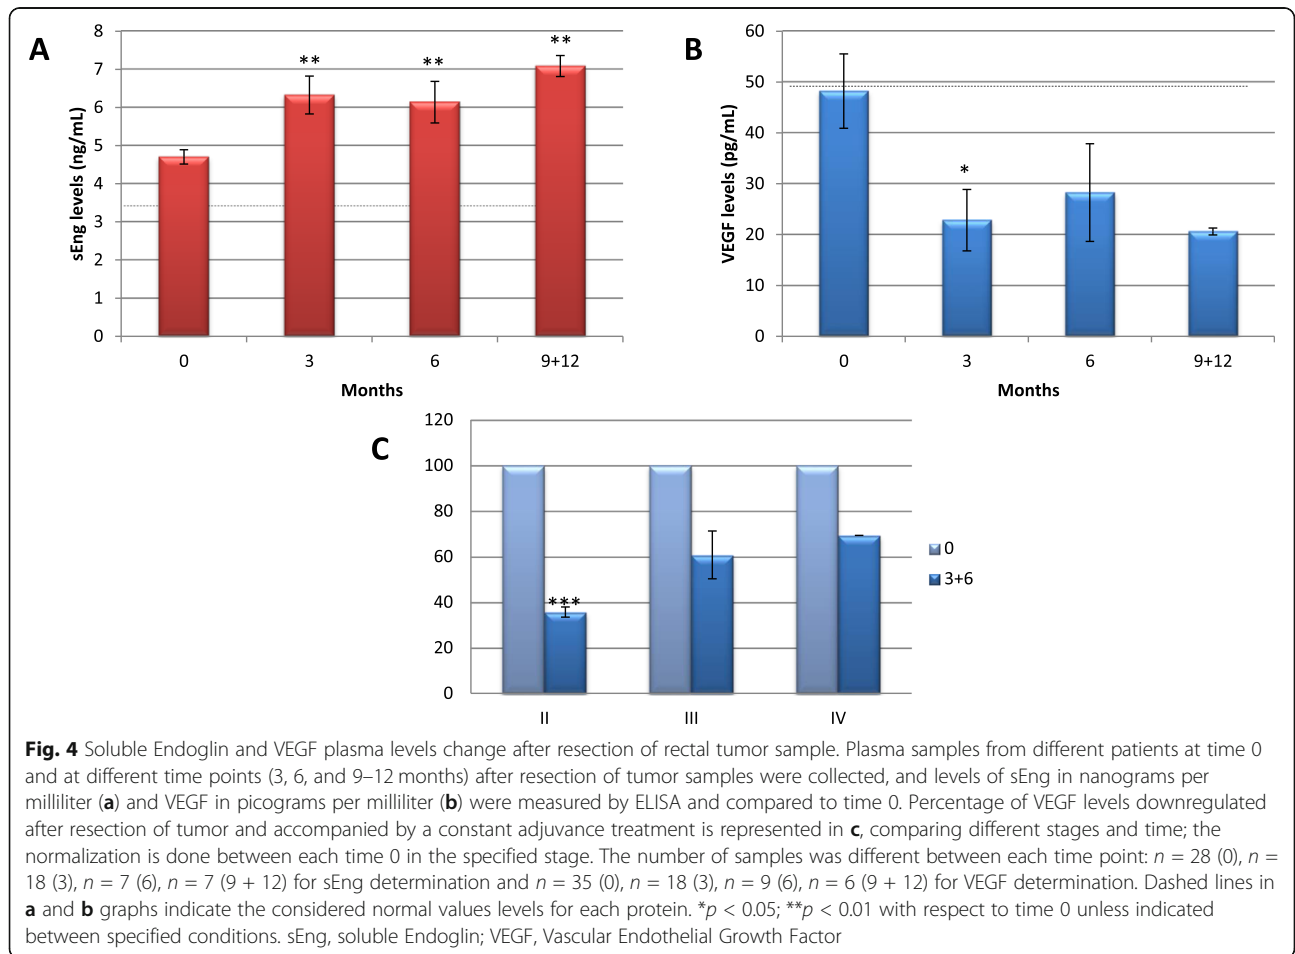 A
8
7
6
5
4
3
2
1
0
sEng levels (ng/mL)
**
**
**
0 3 6 9+12
Months
B
60
50
40
30
20
10
0
VEGF levels (pg/mL)
*
0 3 6 9+12
Months
C
120
100
80
60
40
20
0
***
II III IV
0
3+6
Fig. 4 Soluble Endoglin and VEGF plasma levels change after resection of rectal tumor sample. Plasma samples from different patients at time 0
and at different time points (3, 6, and 9–12 months) after resection of tumor samples were collected, and levels of sEng in nanograms per
milliliter (a) and VEGF in picograms per milliliter (b) were measured by ELISA and compared to time 0. Percentage of VEGF levels downregulated
after resection of tumor and accompanied by a constant adjuvance treatment is represented in c, comparing different stages and time; the
normalization is done between each time 0 in the specified stage. The number of samples was different between each time point: n = 28 (0), n =
18 (3), n = 7 (6), n = 7 (9 + 12) for sEng determination and n = 35 (0), n = 18 (3), n = 9 (6), n = 6 (9 + 12) for VEGF determination. Dashed lines in
a and b graphs indicate the considered normal values levels for each protein. *p < 0.05; **p < 0.01 with respect to time 0 unless indicated
between specified conditions. sEng, soluble Endoglin; VEGF, Vascular Endothelial Growth Factor